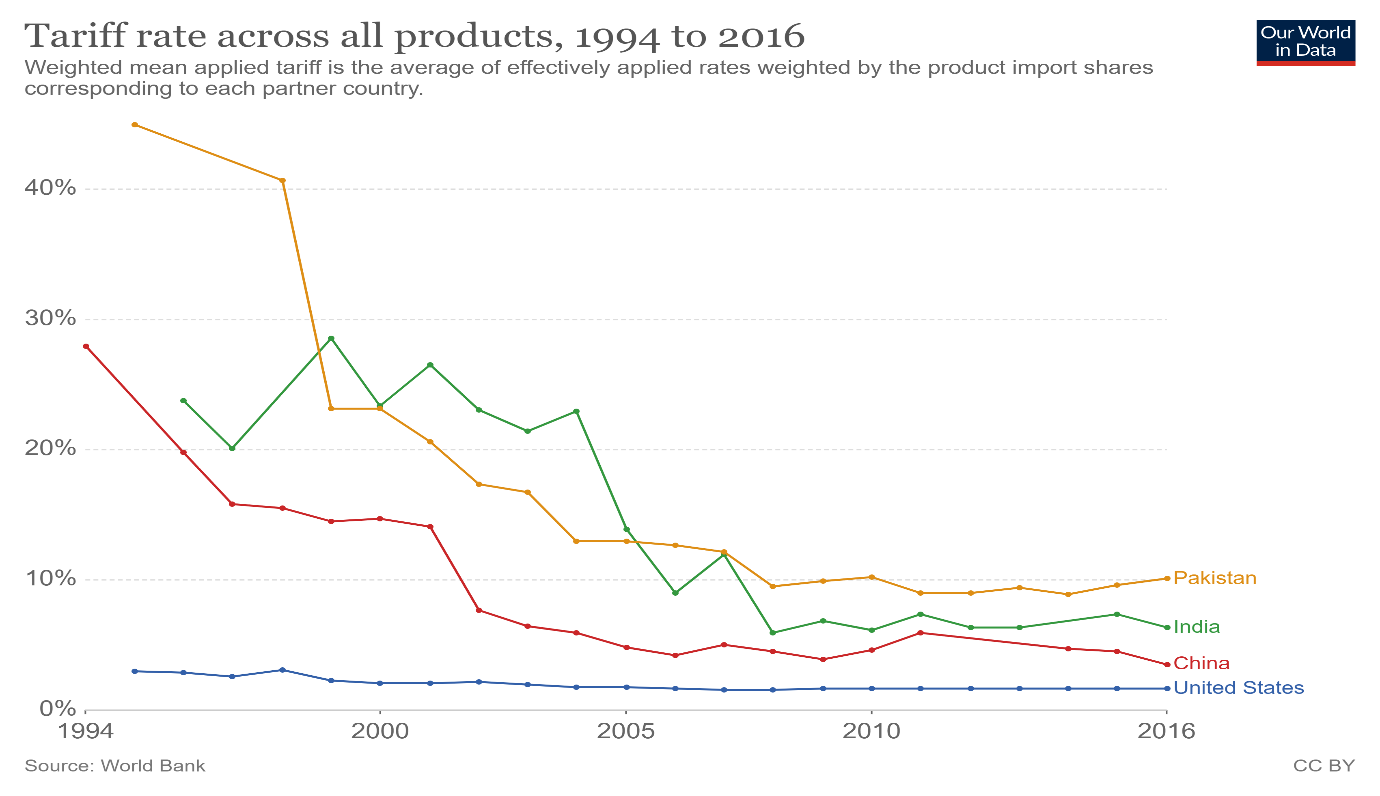 Tariff rate across all products, 1994 to 2016
Our World
in Data
Weighted mean applied tariff is the average of effectively applied rates weighted by the product import shares
corresponding to each partner country.
40%
30%
20%
10%
0%
Pakistan
India
China
United States
1994 2000 2005 2010 2016
Source: World Bank
CC BY